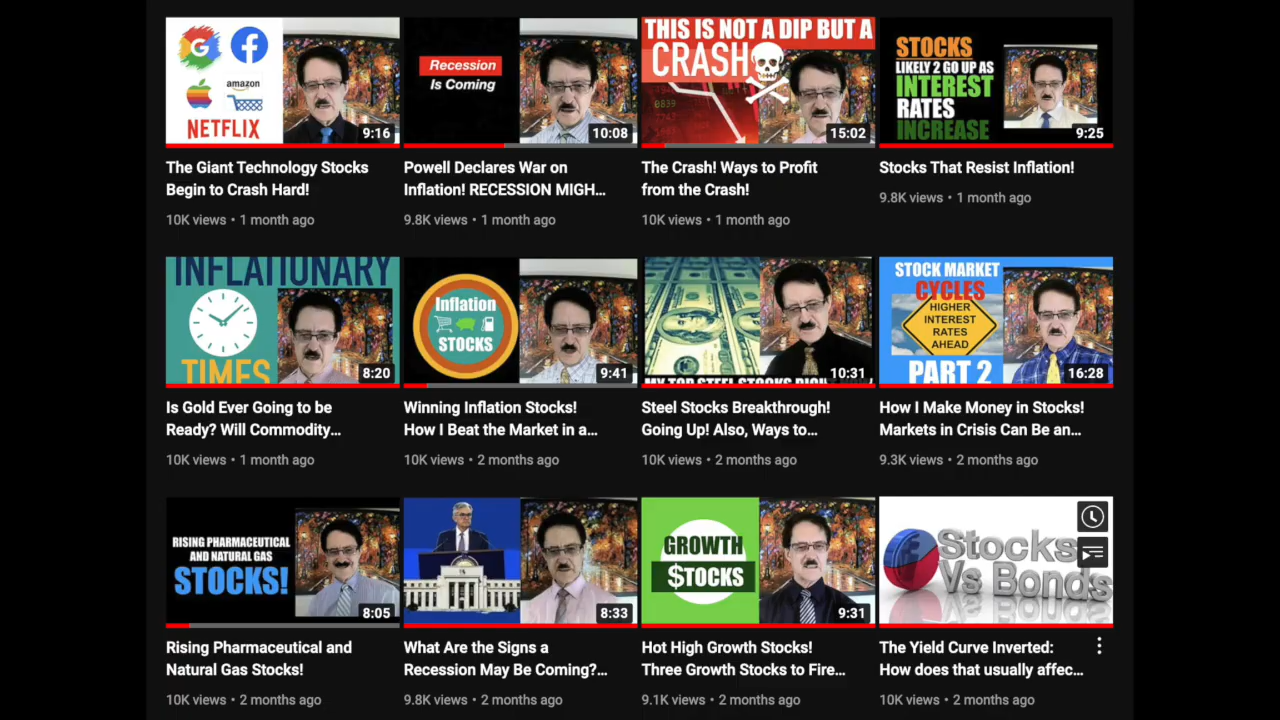 amazon
NETFLIX
9:16
The Giant Technology Stocks
Begin to Crash Hard!
10K views • 1 month ago
Recession
Is Coming
10:08
Powell Declares War on
Inflation! RECESSION MIGH...
9.8K views • 1 month ago
THIS IS NOT A DIP BUT A
CRASH
15:02
The Crash! Ways to Profit
from the Crash!
10K views • 1 month ago
STOCKS
LIKELY 2 GO UP AS
INTEREST
RATES
INCREASE
9:25
Stocks That Resist Inflation!
9.8K views • 1 month ago
INFLATIONARY
TIMES
8:20
Is Gold Ever Going to be
Ready? Will Commodity...
10K views • 1 month ago
Inflation
STOCKS
9:41
Winning Inflation Stocks!
How I Beat the Market in a...
10K views • 2 months ago
MY TOP STEEL STOCKS
10:31
Steel Stocks Breakthrough!
Going Up! Also, Ways to...
10K views • 2 months ago
STOCK MARKET
CYCLES
HIGHER
INTEREST
RATES
AHEAD
PART 2
16:28
How I Make Money in Stocks!
Markets in Crisis Can Be an...
9.3K views • 2 months ago
RISING PHARMACEUTICAL
AND NATURAL GAS
STOCKS!
8:05
Rising Pharmaceutical and
Natural Gas Stocks!
10K views • 2 months ago
8:33
What Are the Signs a
Recession May Be Coming?...
9.8K views • 2 months ago
GROWTH
$TOCKS
9:31
Hot High Growth Stocks!
Three Growth Stocks to Fire...
9.1K views • 2 months ago
Stocks
Vs Bonds
The Yield Curve Inverted:
How does that usually affec...
10K views • 2 months ago